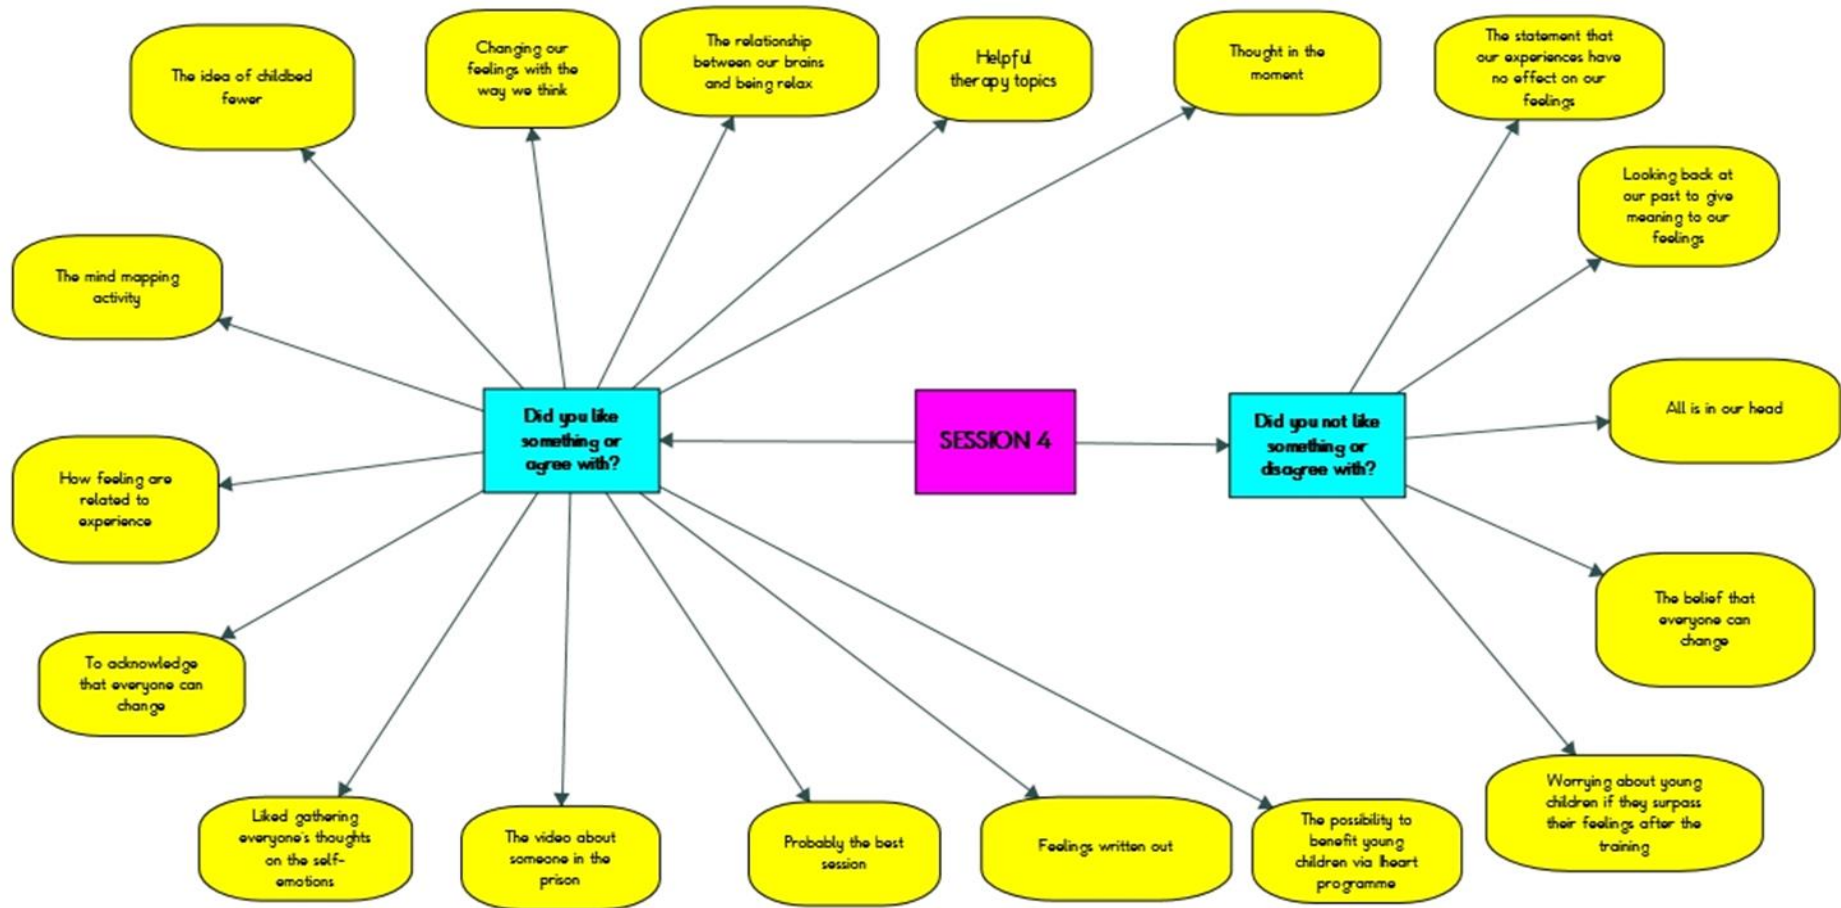 The idea of childbed
fewer
Changing our
feelings with the
way we think
The relationship
between our brains
and being relax
Helpful
therapy topics
Thought in the
moment
The statement that
our experiences have
no effect on our
feelings
Looking back at
our past to give
meaning to our
feelings
The mind mapping
activity
Did you like
something or
agree with?
SESSION 4
Did you not like
something or
disagree with?
All is in our head
How feeling are
related to
experience
The belief that
everyone can
change
To acknowledge
that everyone can
change
Liked gathering
everyone's thoughts
on the self-
emotions
The video about
someone in the
prison
Probably the best
session
Feelings written out
The possibility to
benefit young
children via Iheart
programme
Worrying about young
children if they surpass
their feelings after the
training